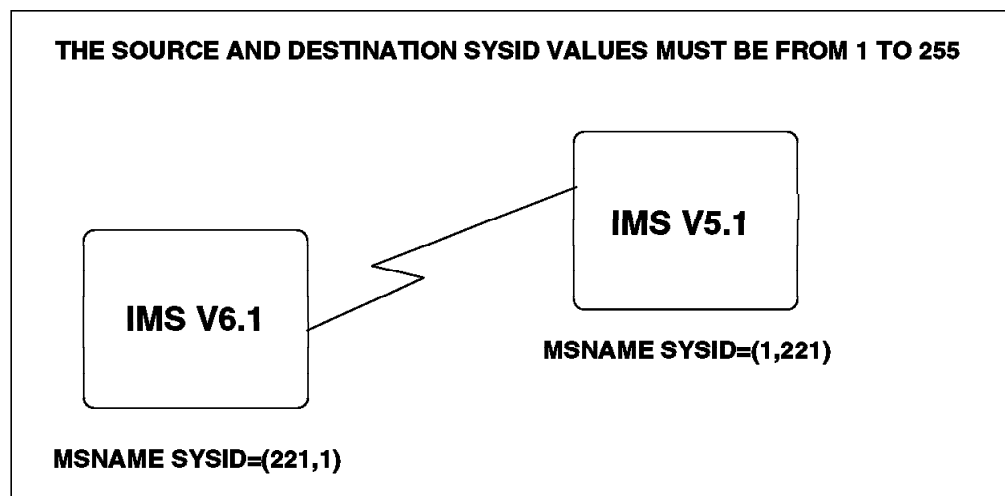 THE SOURCE AND DESTINATION SYSID VALUES MUST BE FROM 1 TO 255
IMS V5.1
MSNAME SYSID=(1,221)
IMS V6.1
MSNAME SYSID=(221,1)